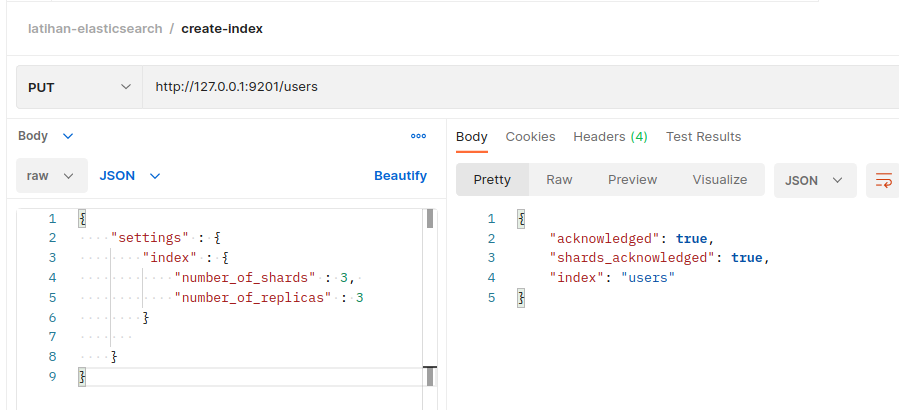 latihan-elasticsearch / create-index
PUT http://127.0.0.1:9201/users
Body
raw JSON Beautify
1 {
2 "settings" : {
3 "index" : {
4 "number_of_shards" : 3,
5 "number_of_replicas" : 3
6 }
7
8 }
9 }
Body Cookies Headers (4) Test Results
Pretty Raw Preview Visualize JSON
1 {
2 "acknowledged": true,
3 "shards_acknowledged": true,
4 "index": "users"
5 }